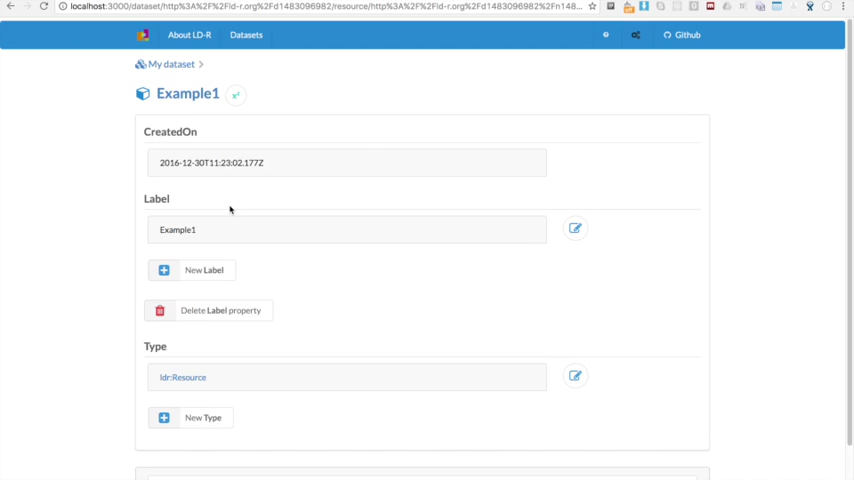 localhost:3000/dataset/http%3A%2F%2Fld-r.org%2Fd1483096982/resource/http%3A%2F%2Fld-r.org%2Fd1483096982%2Fn148...
About LD-R Datasets Github
My dataset >
Example1 x²
CreatedOn
2016-12-30T11:23:02.177Z
Label
Example1
New Label
Delete Label property
Type
ldr:Resource
New Type